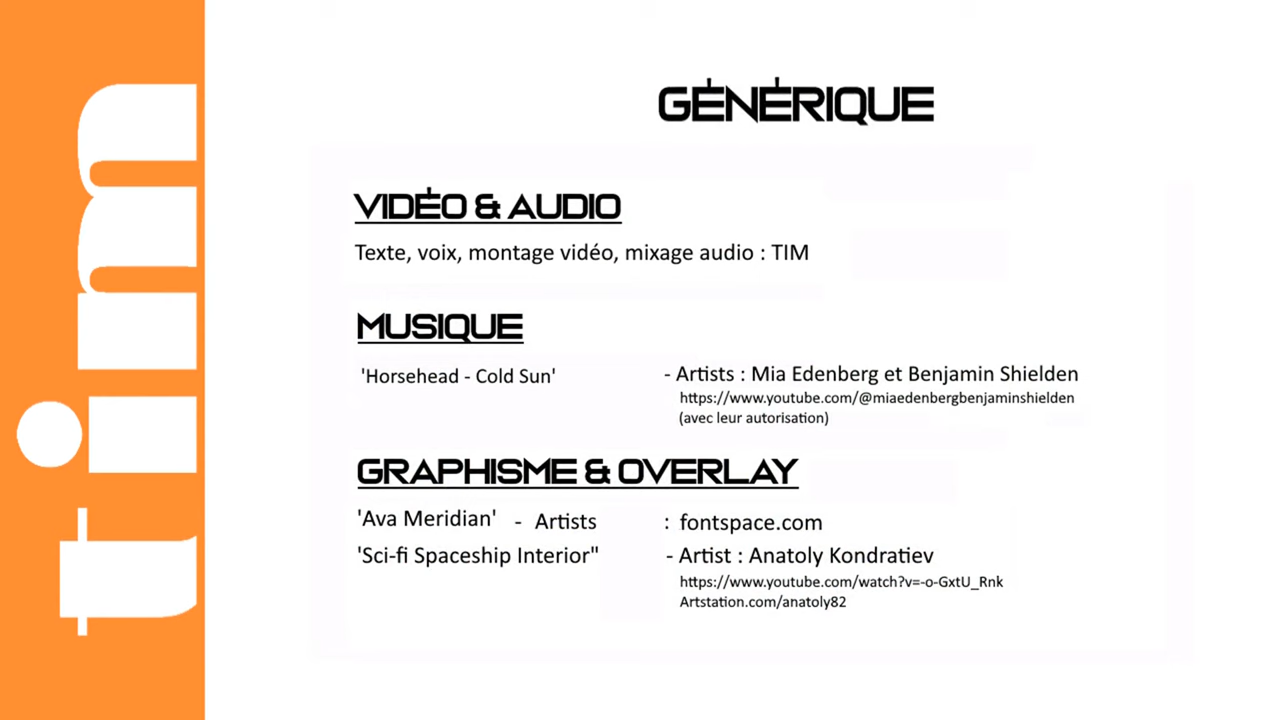 tim
GÉNÉRIQUE
VIDÉO & AUDIO
Texte, voix, montage vidéo, mixage audio : TIM
MUSIQUE
'Horsehead - Cold Sun' - Artists : Mia Edenberg et Benjamin Shielden
https://www.youtube.com/@miaedenbergbenjaminshielden
(avec leur autorisation)
GRAPHISME & OVERLAY
'Ava Meridian' - Artists : fontspace.com
'Sci-fi Spaceship Interior" - Artist : Anatoly Kondratiev
https://www.youtube.com/watch?v=-o-GxtU_Rnk
Artstation.com/anatoly82